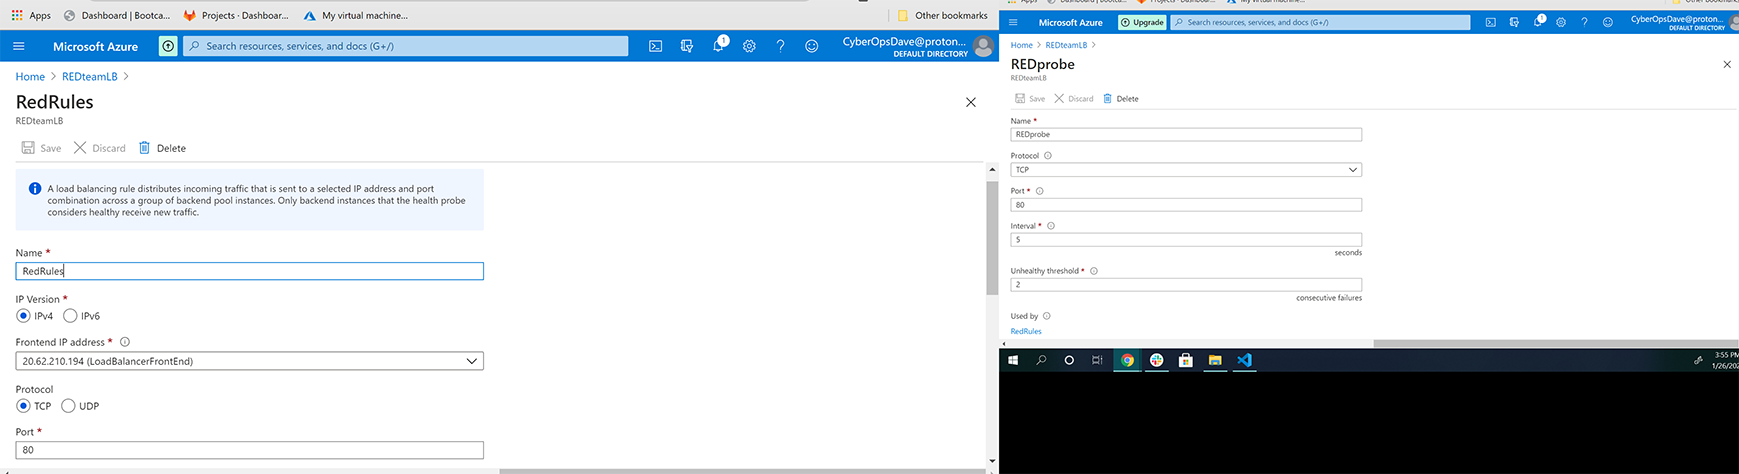 Apps Dashboard | Bootca... Projects · Dashboar... My virtual machine... Other bookmarks
Microsoft Azure Search resources, services, and docs (G+/) 1 CyberOpsDave@proton...
DEFAULT DIRECTORY
Home > REDteamLB >
RedRules
REDteamLB
Save Discard Delete
A load balancing rule distributes incoming traffic that is sent to a selected IP address and port
combination across a group of backend pool instances. Only backend instances that the health probe
considers healthy receive new traffic.
Name *
RedRules
IP Version *
IPv4 IPv6
Frontend IP address *
20.62.210.194 (LoadBalancerFrontEnd)
Protocol
TCP UDP
Port *
80
Microsoft Azure Upgrade Search resources, services, and docs (G+/) 1 CyberOpsDave@proton...
DEFAULT DIRECTORY
Home > REDteamLB >
REDprobe
REDteamLB
Save Discard Delete
Name *
REDprobe
Protocol
TCP
Port *
80
Interval *
5
seconds
Unhealthy threshold *
2
consecutive failures
Used by
RedRules
3:55 PM
1/26/202